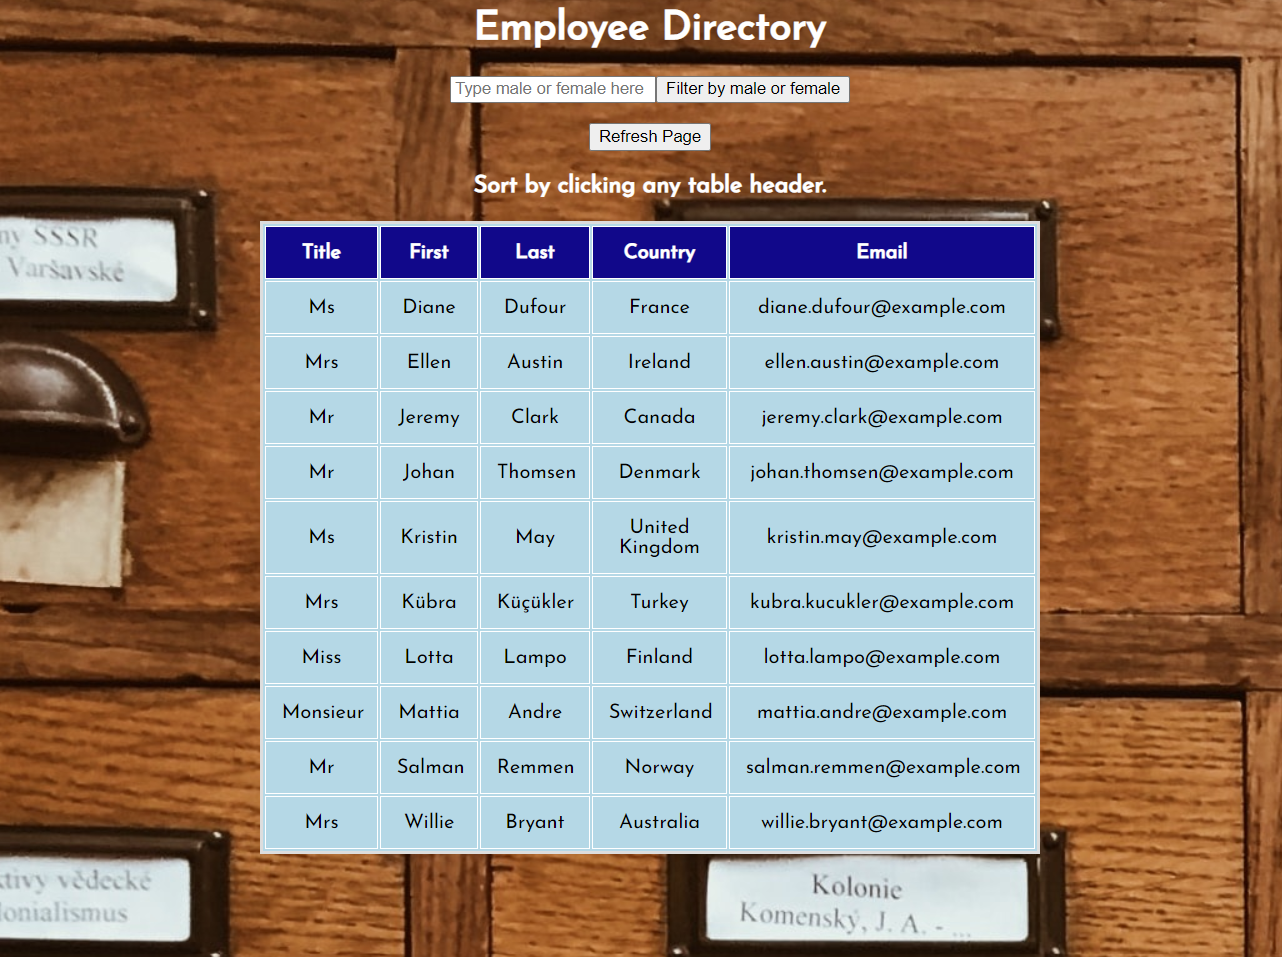 Employee Directory
Type male or female here Filter by male or female
Refresh Page
Sort by clicking any table header.
Title First Last Country Email
Ms Diane Dufour France diane.dufour@example.com
Mrs Ellen Austin Ireland ellen.austin@example.com
Mr Jeremy Clark Canada jeremy.clark@example.com
Mr Johan Thomsen Denmark johan.thomsen@example.com
Ms Kristin May United Kingdom kristin.may@example.com
Mrs Kübra Küçükler Turkey kubra.kucukler@example.com
Miss Lotta Lampo Finland lotta.lampo@example.com
Monsieur Mattia Andre Switzerland mattia.andre@example.com
Mr Salman Remmen Norway salman.remmen@example.com
Mrs Willie Bryant Australia willie.bryant@example.com
ny SSSR
Varšavské
ktivy vědecké
lonialismus
Kolonie
Komenský, J. A. - ...